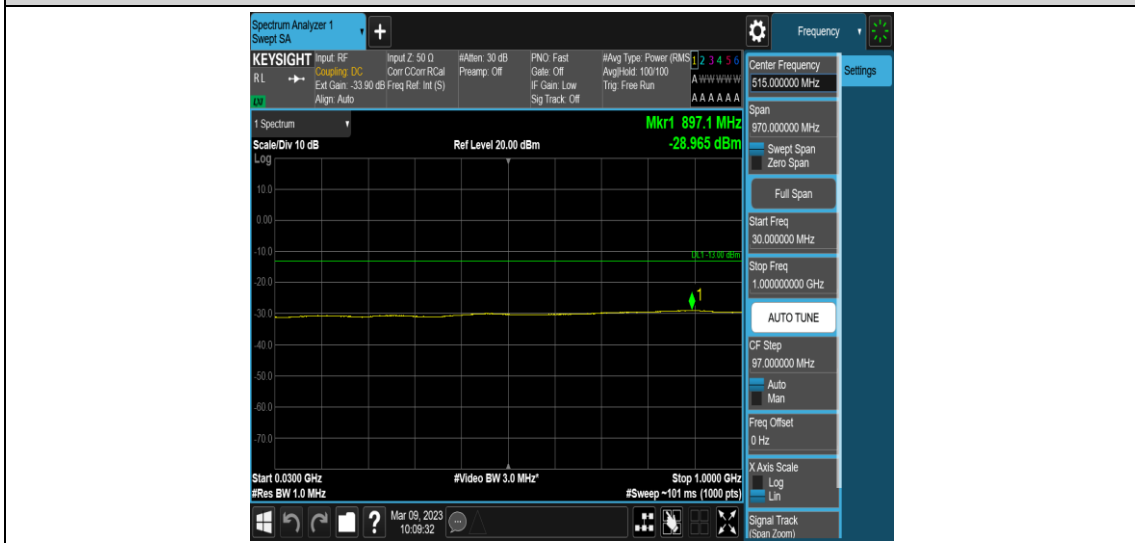 Spectrum Analyzer 1
Swept SA
+
Frequency
KEYSIGHT
RL
LXI
Input: RF
Coupling: DC
Ext Gain: -33.90 dB
Align: Auto
Input Z: 50 Ω
Corr CCorr RCal
Freq Ref: Int (S)
#Atten: 30 dB
Preamp: Off
PNO: Fast
Gate: Off
IF Gain: Low
Sig Track: Off
#Avg Type: Power (RMS
Avg|Hold: 100/100
Trig: Free Run
1 2 3 4 5 6
A W W W W W
A A A A A A
1 Spectrum
Mkr1 897.1 MHz
Scale/Div 10 dB
Ref Level 20.00 dBm
-28.965 dBm
Log
10.0
0.00
-10.0
DL1 -13.00 dBm
-20.0
1
-30.0
-40.0
-50.0
-60.0
-70.0
Start 0.0300 GHz
#Video BW 3.0 MHz*
Stop 1.0000 GHz
#Res BW 1.0 MHz
#Sweep ~101 ms (1000 pts)
?
Mar 09, 2023
10:09:32
Center Frequency
515.000000 MHz
Settings
Span
970.000000 MHz
Swept Span
Zero Span
Full Span
Start Freq
30.000000 MHz
Stop Freq
1.000000000 GHz
AUTO TUNE
CF Step
97.000000 MHz
Auto
Man
Freq Offset
0 Hz
X Axis Scale
Log
Lin
Signal Track
(Span Zoom)